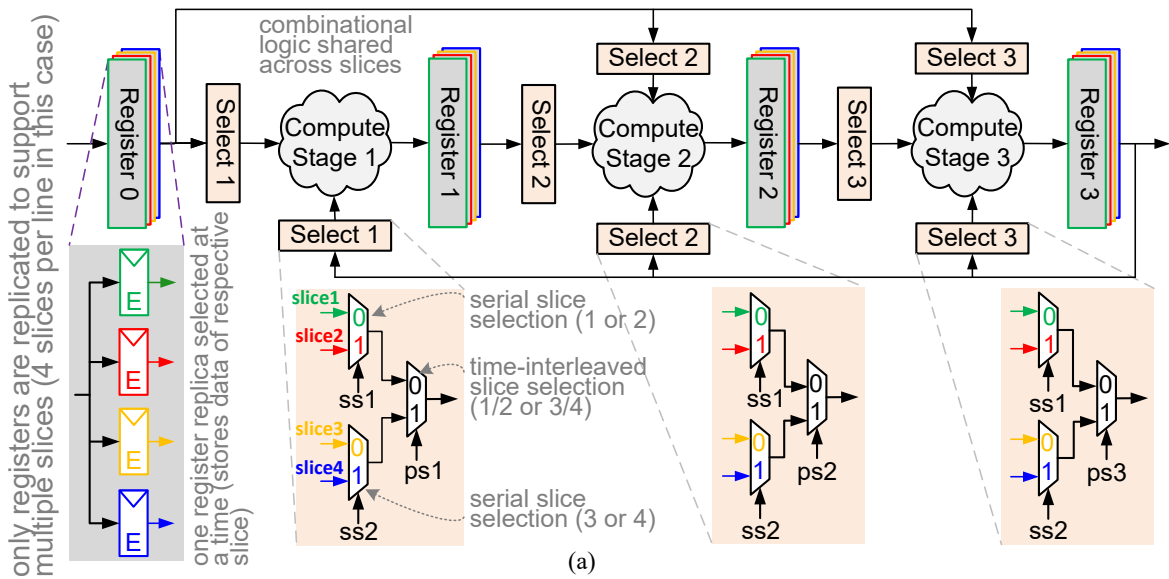 only registers are replicated to support
multiple slices (4 slices per line in this case)
combinational
logic shared
across slices
Register 0
Select 1
Compute
Stage 1
Select 1
Register 1
Select 2
Select 2
Compute
Stage 2
Select 2
Register 2
Select 3
Select 3
Compute
Stage 3
Select 3
Register 3
E
E
E
E
one register replica selected at
a time (stores data of respective
slice)
slice1
slice2
0
1
ss1
slice3
slice4
0
1
ss2
0
1
ps1
serial slice
selection (1 or 2)
time-interleaved
slice selection
(1/2 or 3/4)
serial slice
selection (3 or 4)
0
1
ss1
0
1
ss2
0
1
ps2
0
1
ss1
0
1
ss2
0
1
ps3
(a)